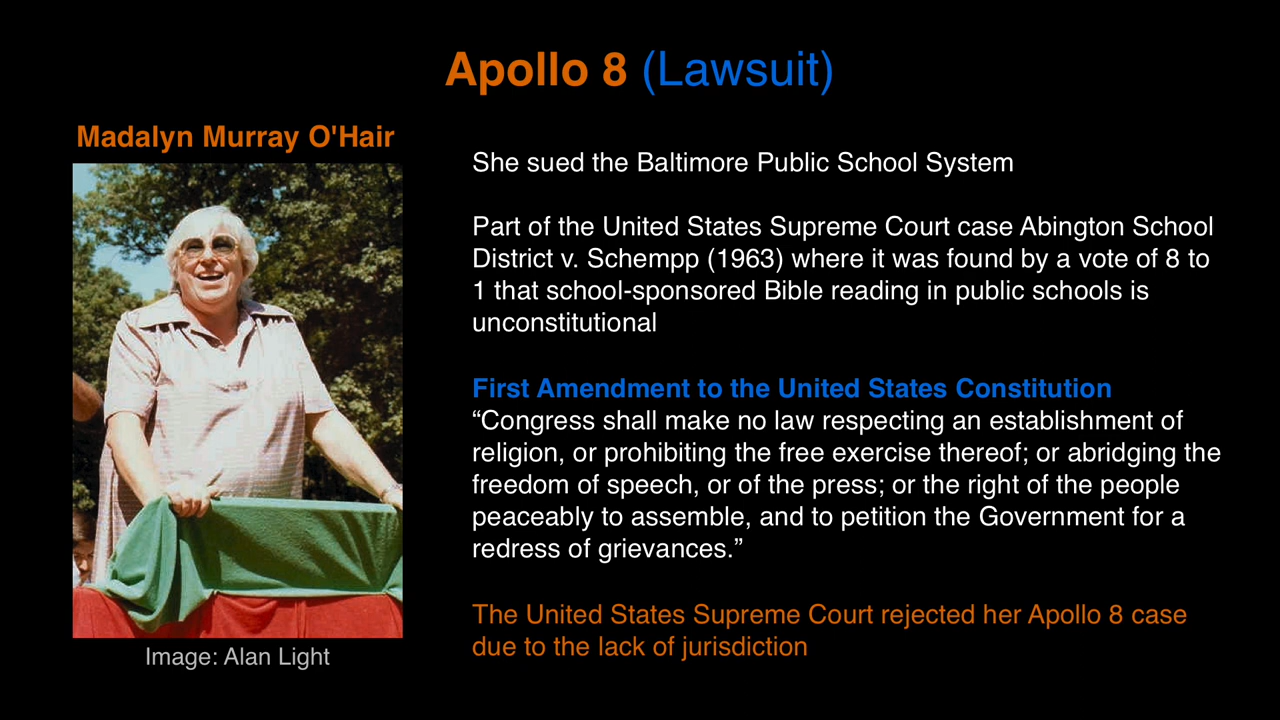 Apollo 8 (Lawsuit)
Madalyn Murray O'Hair
She sued the Baltimore Public School System
Part of the United States Supreme Court case Abington School
District v. Schempp (1963) where it was found by a vote of 8 to
1 that school-sponsored Bible reading in public schools is
unconstitutional
First Amendment to the United States Constitution
“Congress shall make no law respecting an establishment of
religion, or prohibiting the free exercise thereof; or abridging the
freedom of speech, or of the press; or the right of the people
peaceably to assemble, and to petition the Government for a
redress of grievances.”
The United States Supreme Court rejected her Apollo 8 case
due to the lack of jurisdiction
Image: Alan Light